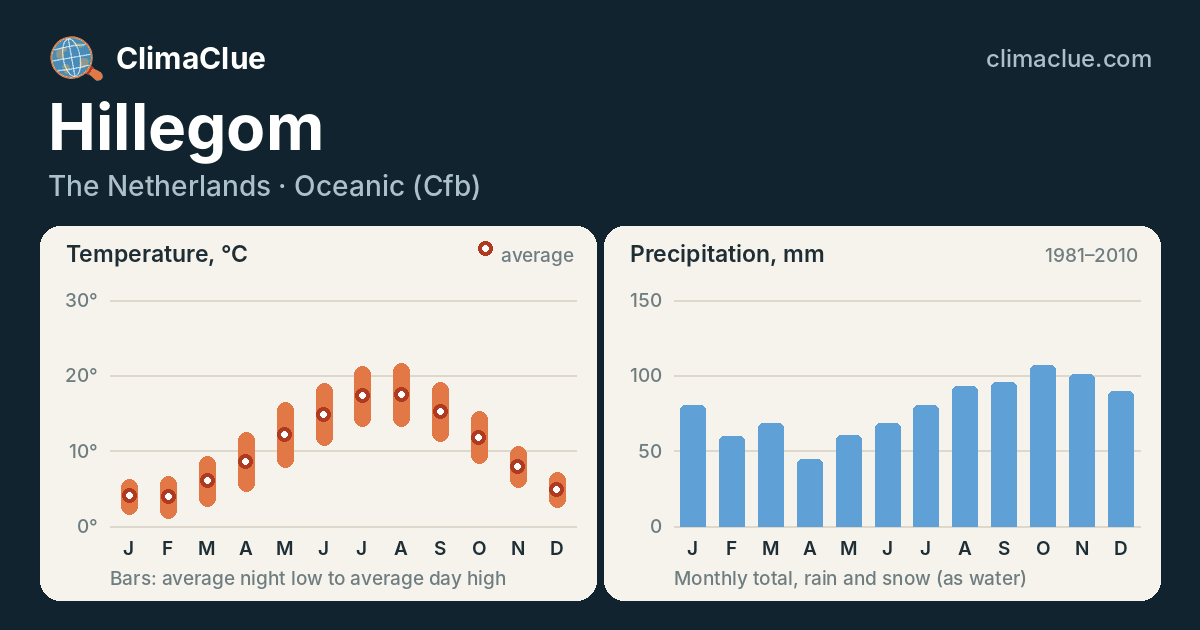 ClimaClue
climaclue.com
Hillegom
The Netherlands · Oceanic (Cfb)
Temperature, °C
average
30°
20°
10°
0°
J F M A M J J A S O N D
Bars: average night low to average day high
Precipitation, mm
1981–2010
150
100
50
0
J F M A M J J A S O N D
Monthly total, rain and snow (as water)